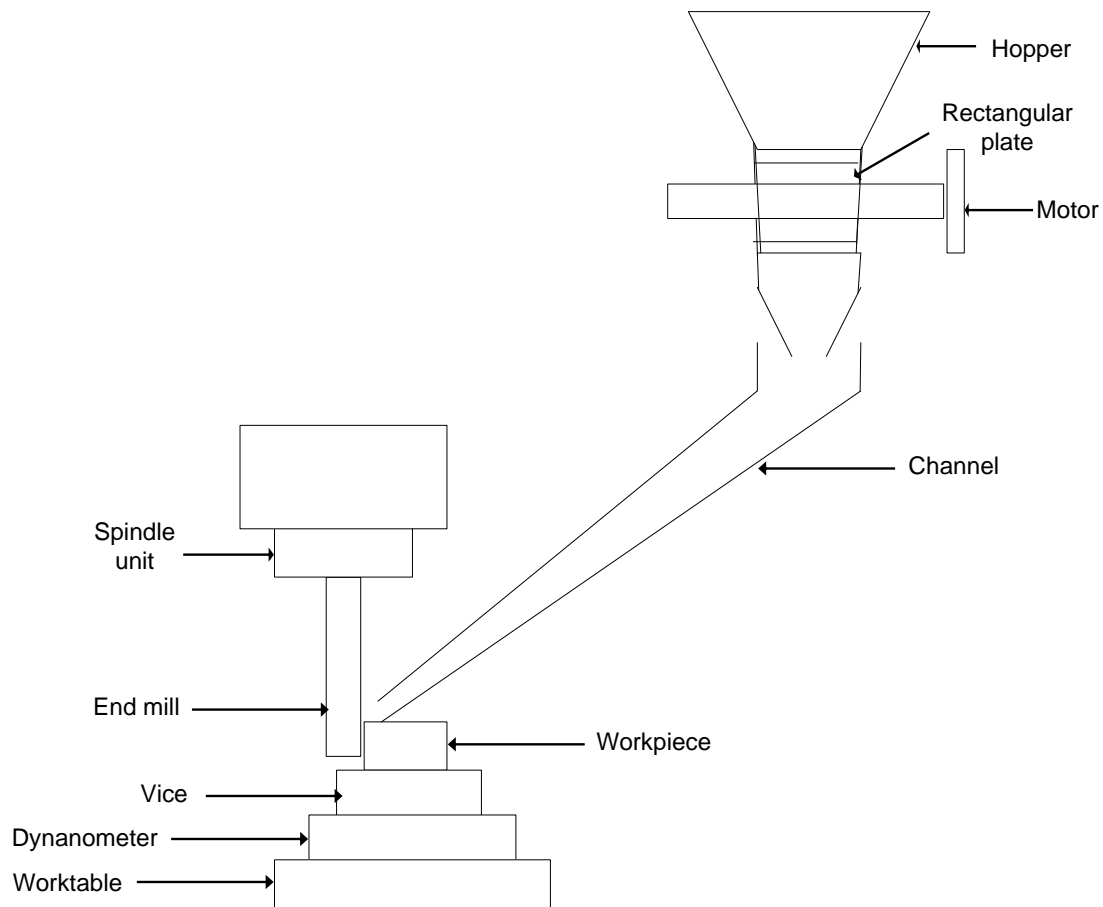 Hopper
Rectangular
plate
Motor
Channel
Spindle
unit
End mill
Workpiece
Vice
Dynanometer
Worktable